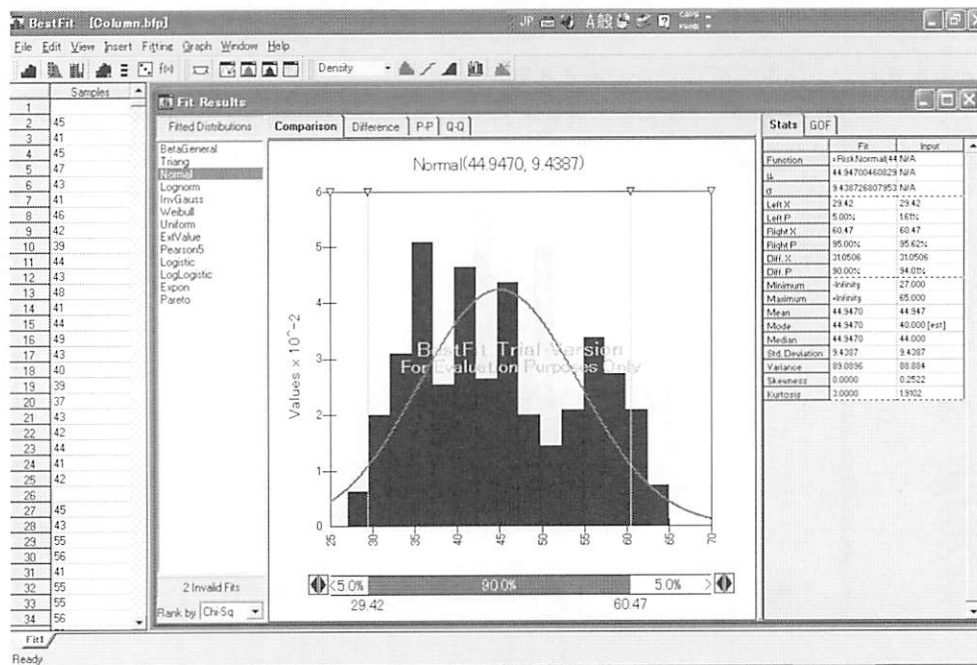 BestFit [Column.bfp]
JP A般 CAPS KANA
File Edit View Insert Fitting Graph Window Help
f(x) Density
Samples
1
2 45
3 41
4 45
5 47
6 43
7 41
8 46
9 42
10 39
11 44
12 43
13 48
14 41
15 44
16 49
17 43
18 40
19 39
20 37
21 43
22 42
23 44
24 41
25 42
26
27 45
28 43
29 55
30 56
31 41
32 55
33 55
34 56
Fit Results
Fitted Distributions
BetaGeneral
Triang
Normal
Lognorm
InvGauss
Weibull
Uniform
ExtValue
Pearson5
Logistic
LogLogistic
Expon
Pareto
2 Invalid Fits
Rank by Chi-Sq
Comparison Difference P-P Q-Q
Normal(44.9470, 9.4387)
Values x 10^-2
6
5
4
3
2
1
0
25 30 35 40 45 50 55 60 65 70
BestFit Trial Version
For Evaluation Purposes Only
<5.0% 90.0% 5.0% >
29.42 60.47
Stats GOF
Fit Input
Function =RiskNormal(44 N/A
μ 44.94700460829 N/A
σ 9.438726807953 N/A
Left X 29.42 29.42
Left P 5.00% 1.61%
Right X 60.47 60.47
Right P 95.00% 95.62%
Diff. X 31.0506 31.0506
Diff. P 90.00% 94.01%
Minimum -Infinity 27.000
Maximum +Infinity 65.000
Mean 44.9470 44.947
Mode 44.9470 40.000 [est]
Median 44.9470 44.000
Std. Deviation 9.4387 9.4387
Variance 89.0896 88.884
Skewness 0.0000 0.2522
Kurtosis 3.0000 1.9102
Fit1
Ready